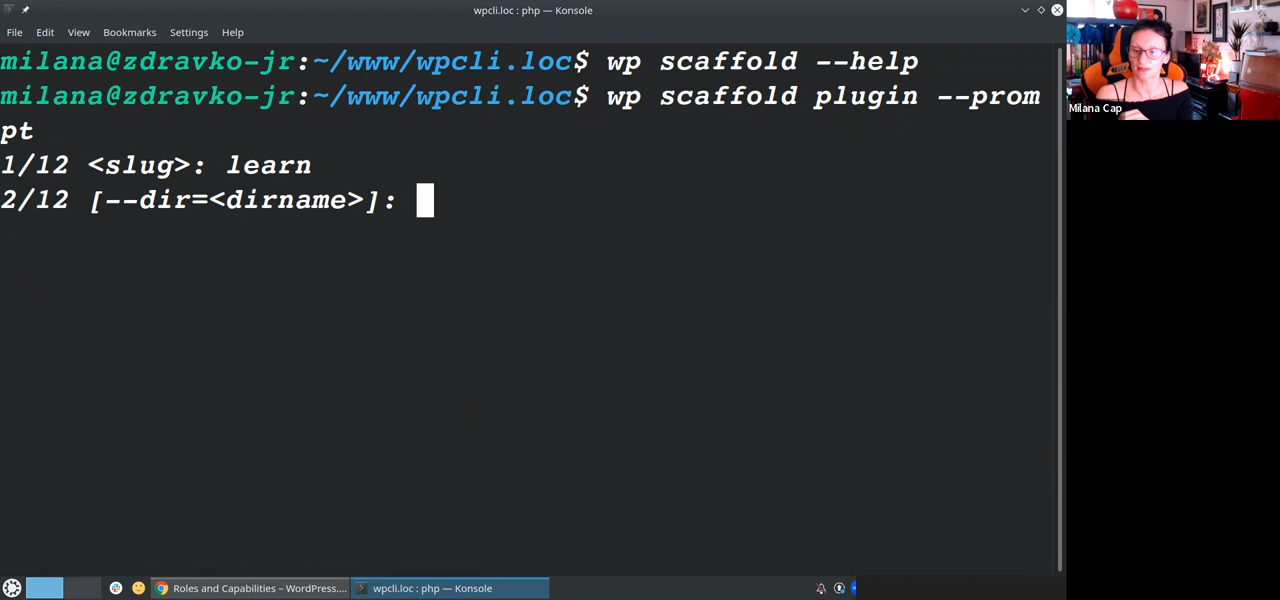 wpcli.loc : php — Konsole
File Edit View Bookmarks Settings Help
milana@zdravko-jr:~/www/wpcli.loc$ wp scaffold --help
milana@zdravko-jr:~/www/wpcli.loc$ wp scaffold plugin --prom
pt
1/12 <slug>: learn
2/12 [--dir=<dirname>]:
Milana Cap
Roles and Capabilities – WordPress.... wpcli.loc : php — Konsole